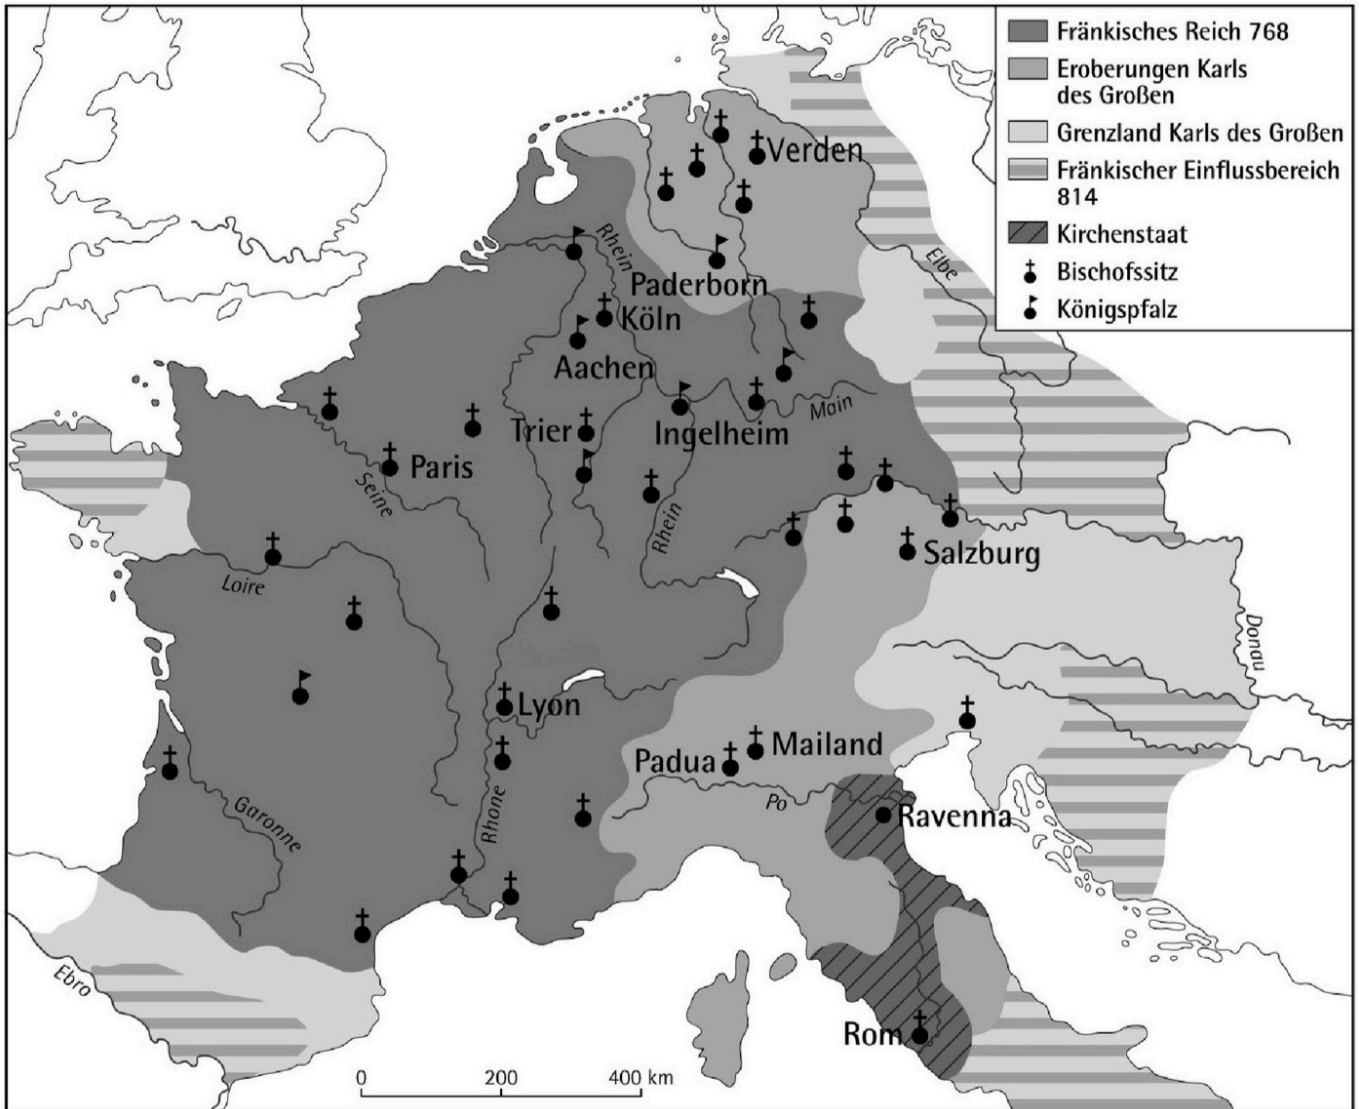 Fränkisches Reich 768
Eroberungen Karls
des Großen
Grenzland Karls des Großen
Fränkischer Einflussbereich
814
Kirchenstaat
Bischofssitz
Königspfalz
Verden
Rhein
Elbe
Paderborn
Köln
Aachen
Main
Trier
Ingelheim
Paris
Seine
Rhein
Salzburg
Loire
Donau
Lyon
Mailand
Padua
Po
Garonne
Rhone
Ravenna
Ebro
Rom
0 200 400 km